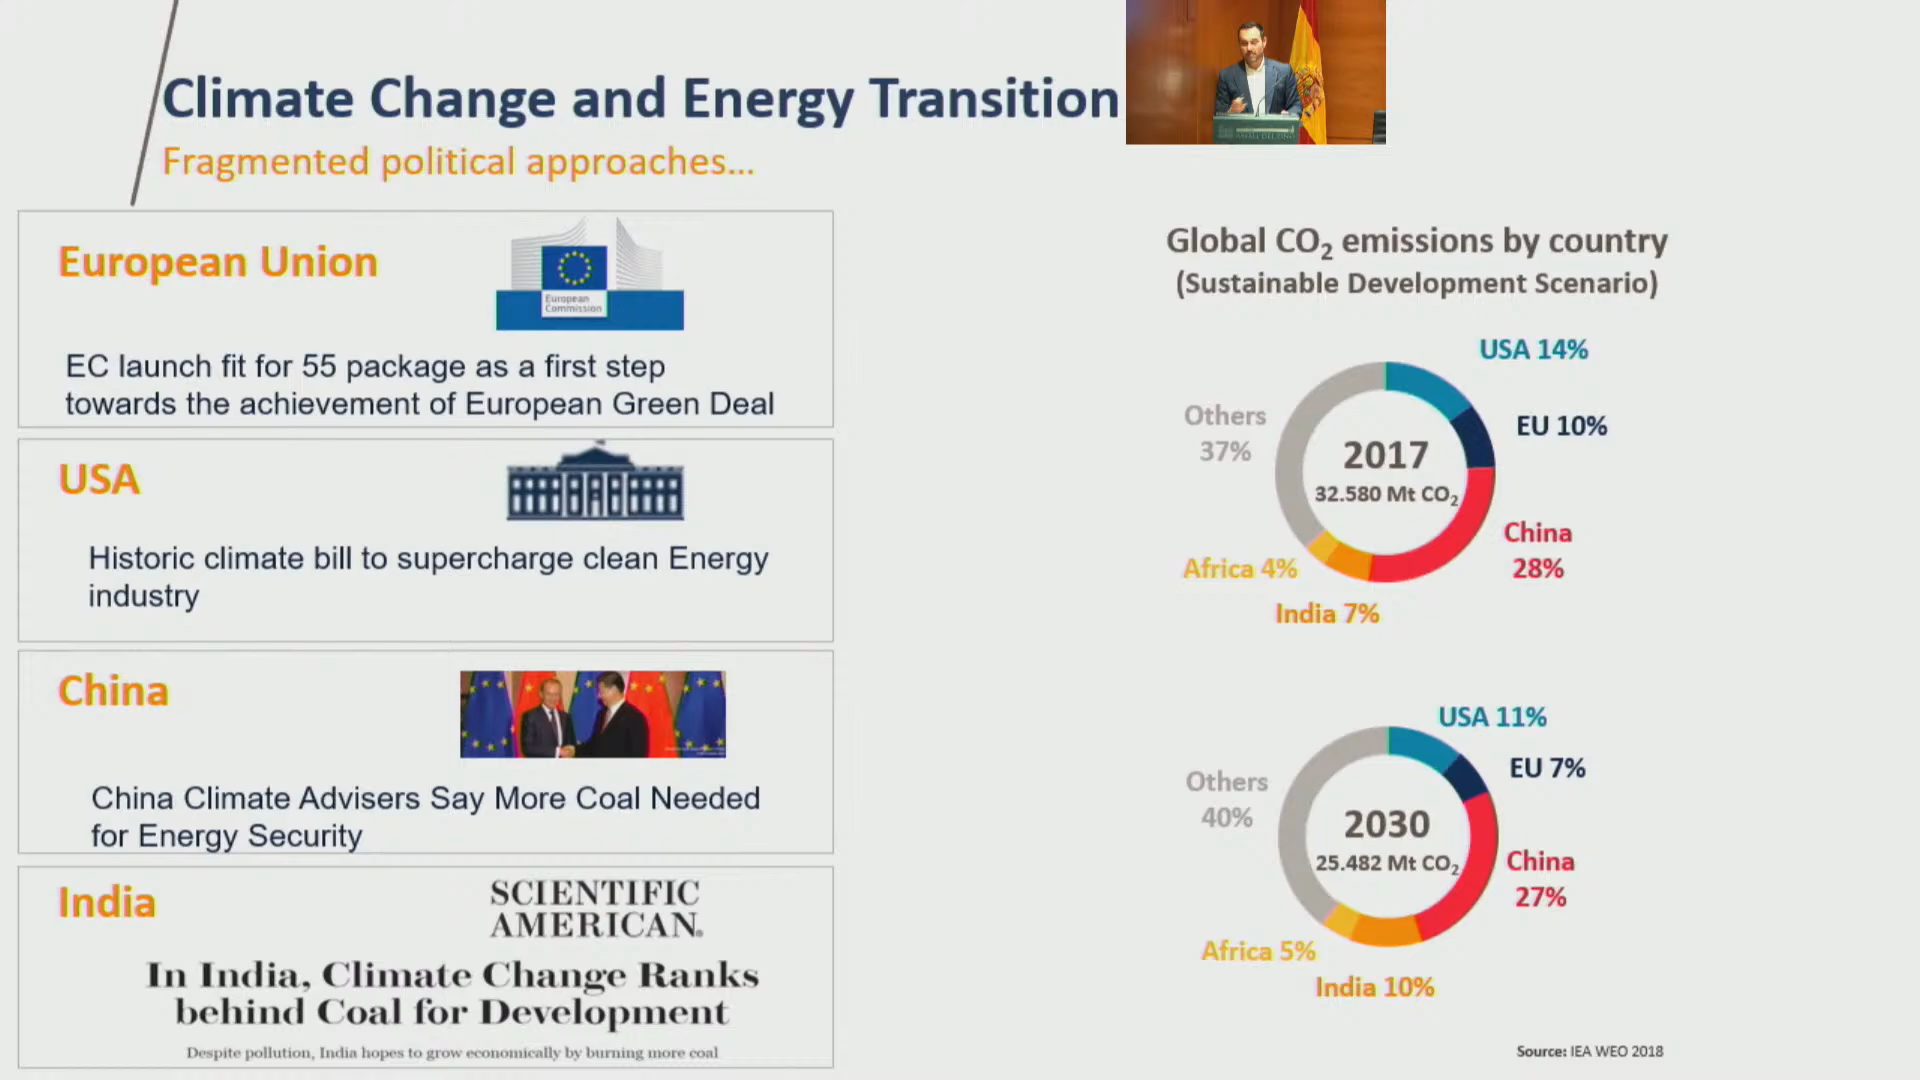 Climate Change and Energy Transition
Fragmented political approaches...
European Union
European
Commission
EC launch fit for 55 package as a first step
towards the achievement of European Green Deal
USA
Historic climate bill to supercharge clean Energy
industry
China
China Climate Advisers Say More Coal Needed
for Energy Security
India
SCIENTIFIC
AMERICAN.
In India, Climate Change Ranks
behind Coal for Development
Despite pollution, India hopes to grow economically by burning more coal
Global CO₂ emissions by country
(Sustainable Development Scenario)
USA 14%
EU 10%
Others
37%
2017
32.580 Mt CO₂
China
28%
Africa 4%
India 7%
USA 11%
EU 7%
Others
40%
2030
25.482 Mt CO₂
China
27%
Africa 5%
India 10%
Source: IEA WEO 2018